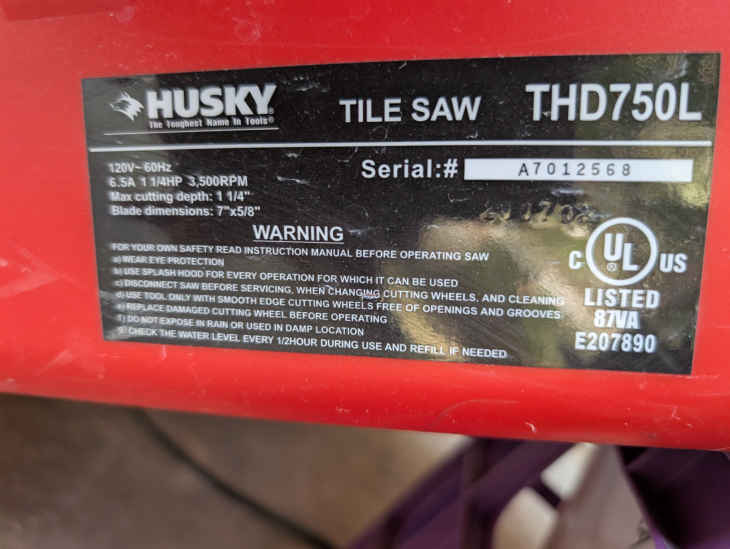 HUSKY
The Toughest Name In Tools®
TILE SAW
THD750L
120V~ 60Hz
6.5A 1 1/4HP 3,500RPM
Max cutting depth: 1 1/4"
Blade dimensions: 7"x5/8"
Serial:# A7012568
WARNING
FOR YOUR OWN SAFETY READ INSTRUCTION MANUAL BEFORE OPERATING SAW
a) WEAR EYE PROTECTION
b) USE SPLASH HOOD FOR EVERY OPERATION FOR WHICH IT CAN BE USED
c) DISCONNECT SAW BEFORE SERVICING, WHEN CHANGING CUTTING WHEELS, AND CLEANING
d) USE TOOL ONLY WITH SMOOTH EDGE CUTTING WHEELS FREE OF OPENINGS AND GROOVES
e) REPLACE DAMAGED CUTTING WHEEL BEFORE OPERATING
f) DO NOT EXPOSE IN RAIN OR USED IN DAMP LOCATION
g) CHECK THE WATER LEVEL EVERY 1/2HOUR DURING USE AND REFILL IF NEEDED
C UL® US
LISTED
87VA
E207890